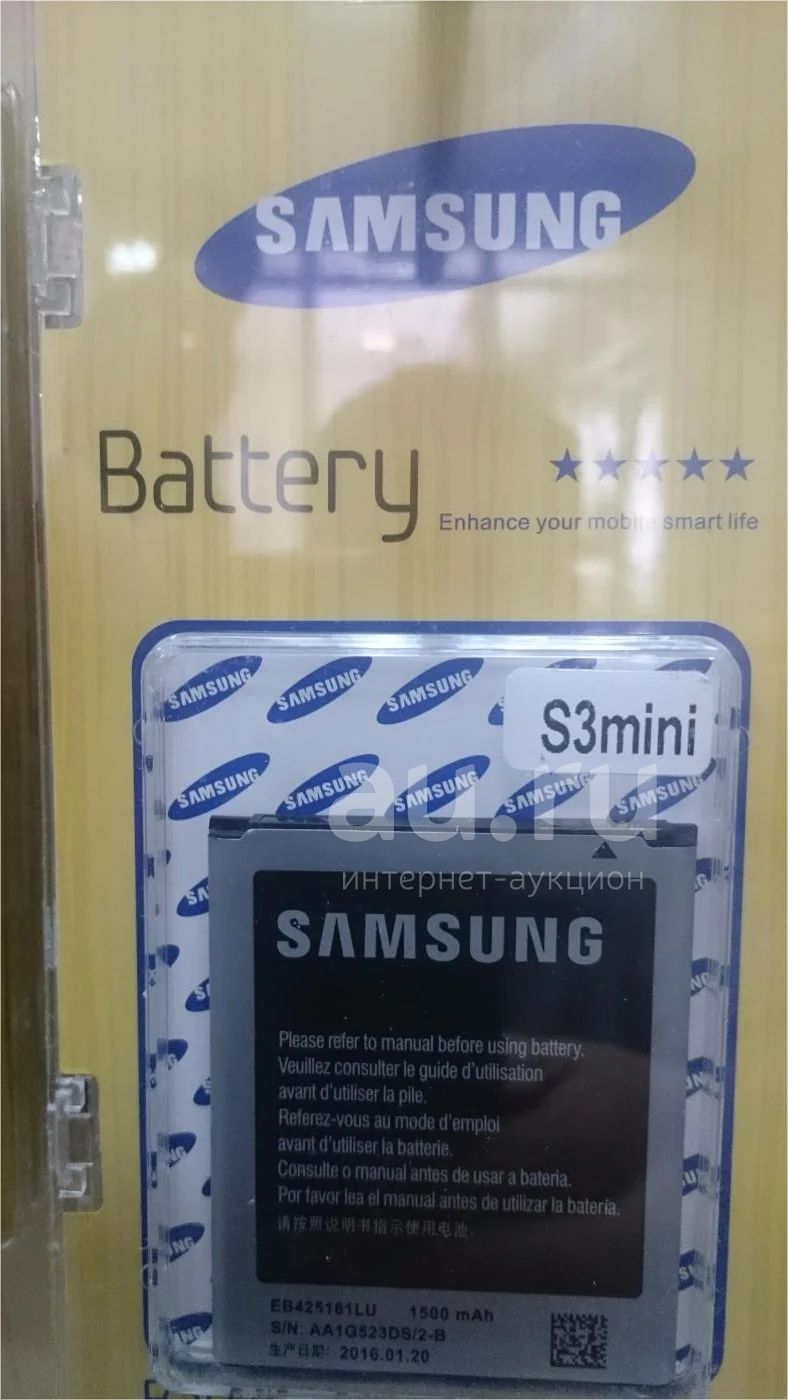 SAMSUNG
Battery
★★★★★
Enhance your mobile smart life
SAMSUNG SAMSUNG SAMSUNG
S3mini
SAMSUNG SAMSUNG SAMSUNG SAMSUNG SAMSUNG
au.ru
интернет-аукцион
SAMSUNG
Please refer to manual before using battery.
Veuillez consulter le guide d'utilisation
avant d'utiliser la pile.
Referez-vous au mode d'emploi
avant d'utiliser la batterie.
Consulte o manual antes de usar a bateria.
Por favor lea el manual antes de utilizar la batería.
请按照说明书指示使用电池.
EB425161LU 1500 mAh
S/N: AA1G523DS/2-B
生产日期: 2016.01.20